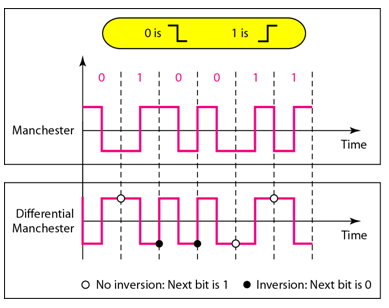 0 is 1 is
0 1 0 0 1 1
Manchester
Time
Differential
Manchester
Time
No inversion: Next bit is 1 Inversion: Next bit is 0